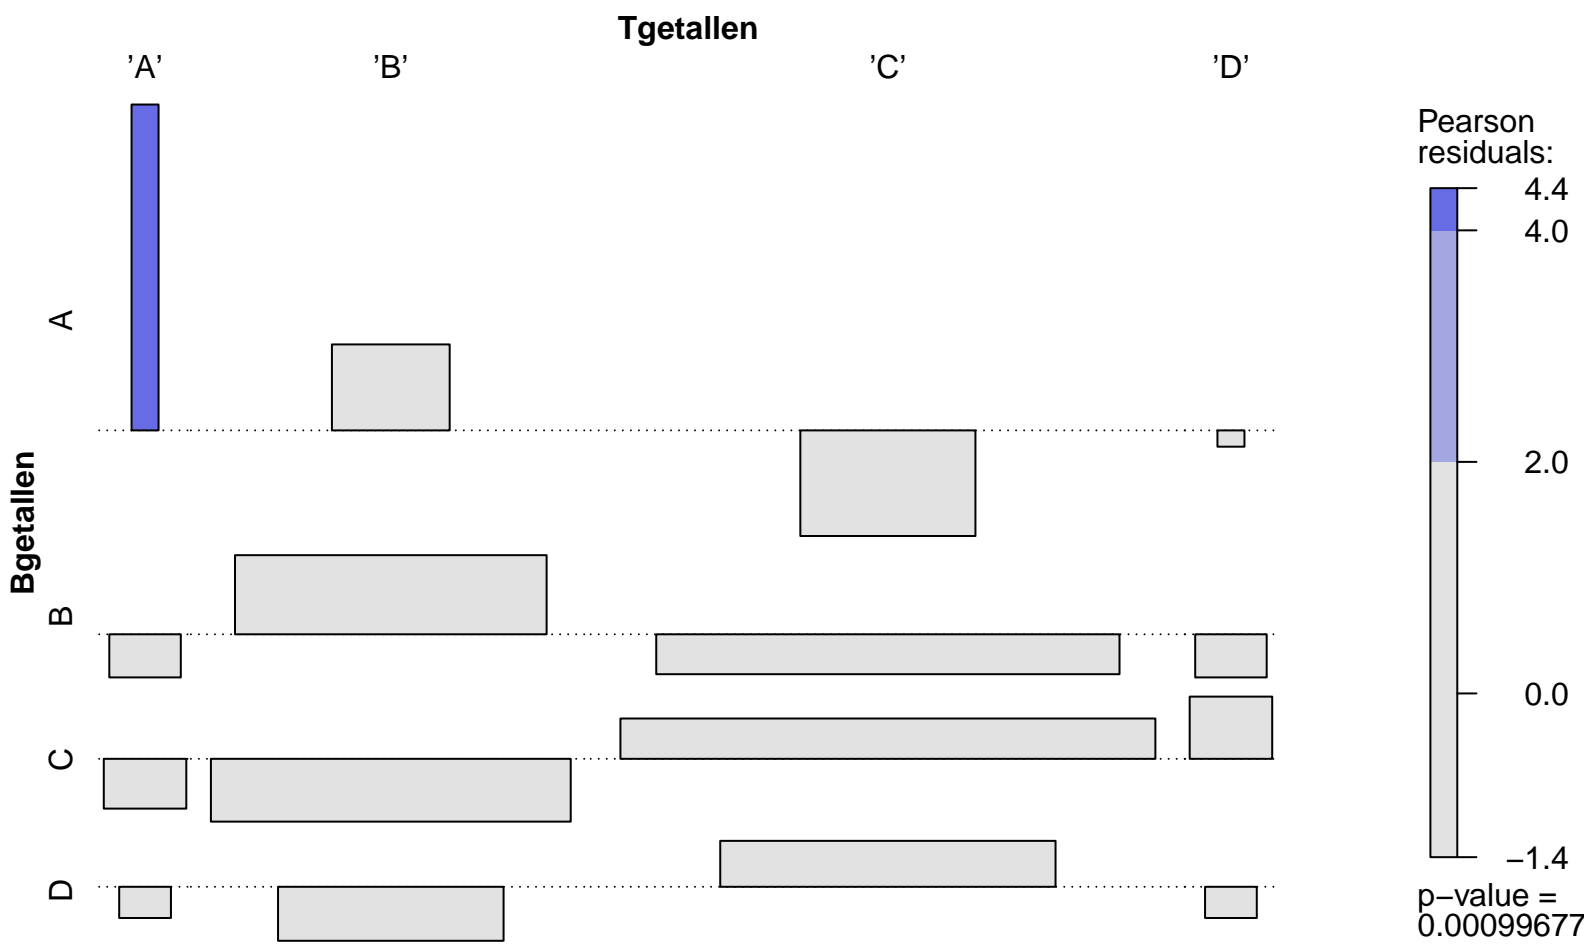 Tgetallen
’A’ ’B’ ’C’ ’D’
Bgetallen
A
B
C
D
Pearson
residuals:
4.4
4.0
2.0
0.0
−1.4
p−value =
0.00099677